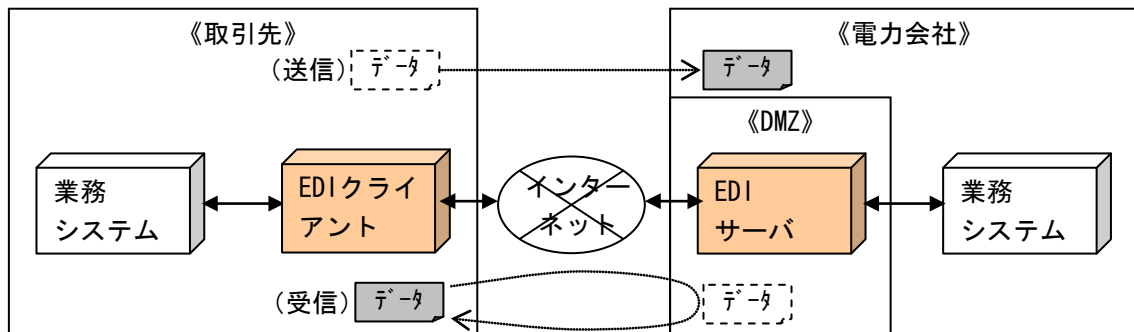 《取引先》
《電力会社》
(送信)
ﾃﾞｰﾀ
ﾃﾞｰﾀ
《DMZ》
業務
システム
EDIクライ
アント
インター
ネット
EDI
サーバ
業務
システム
(受信)
ﾃﾞｰﾀ
ﾃﾞｰﾀ